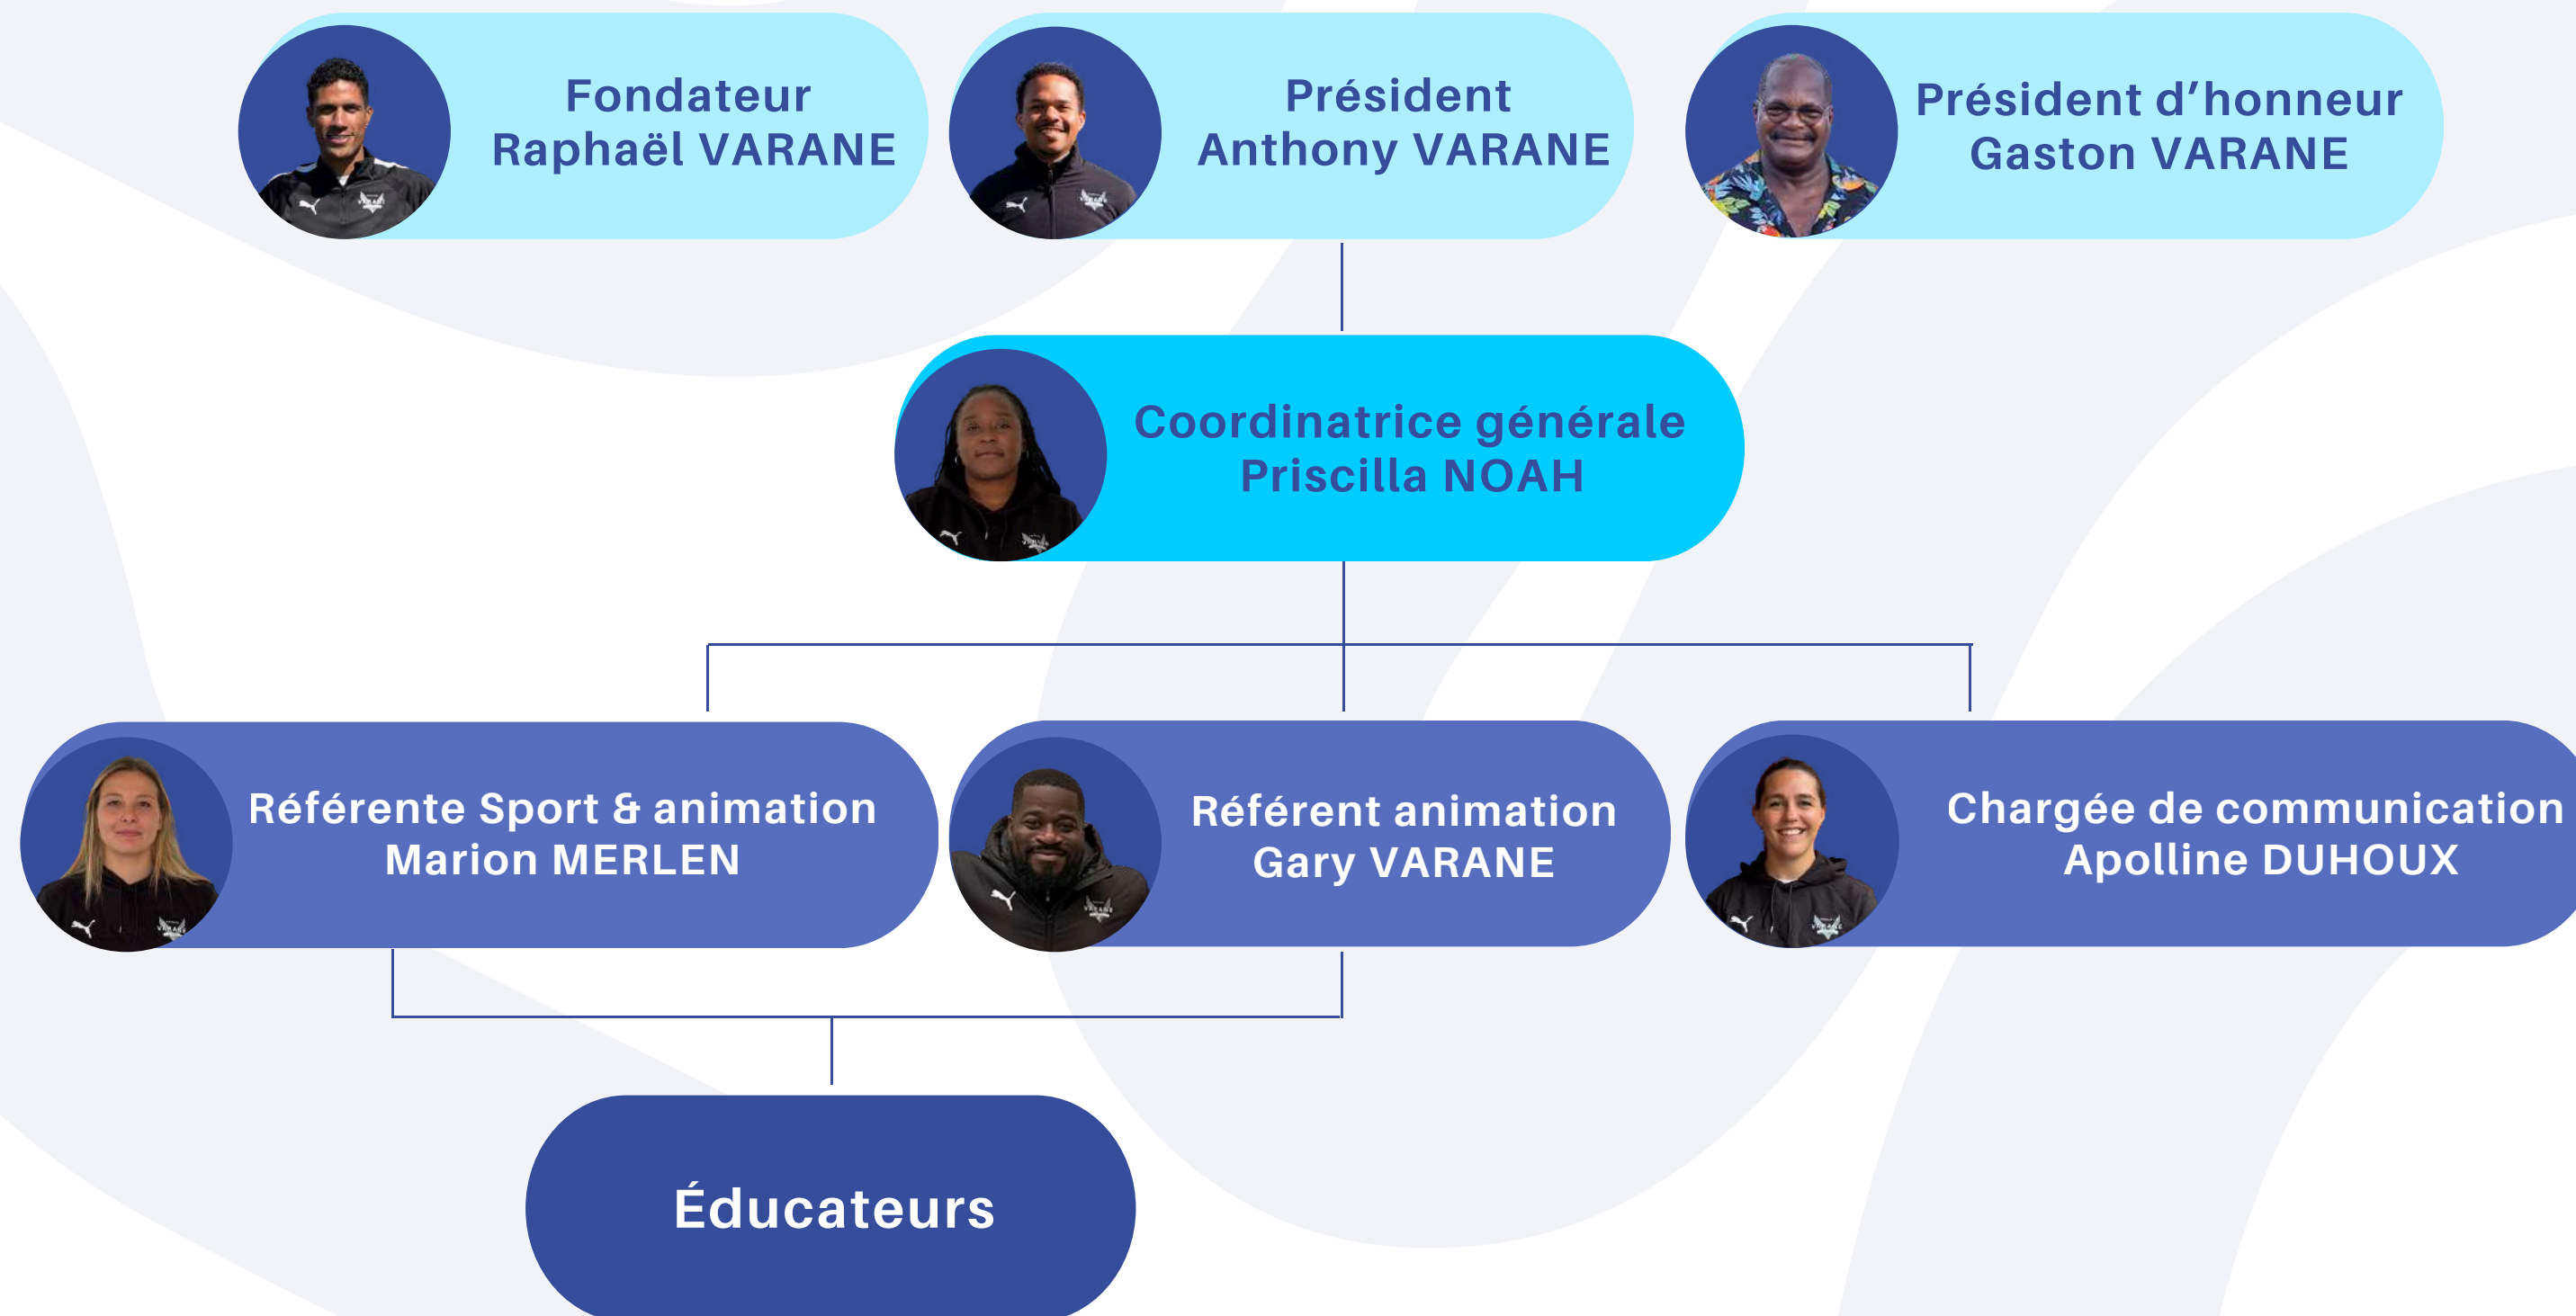 Fondateur
Raphaël VARANE
Président
Anthony VARANE
Président d’honneur
Gaston VARANE
Coordinatrice générale
Priscilla NOAH
Référente Sport & animation
Marion MERLEN
Référent animation
Gary VARANE
Chargée de communication
Apolline DUHOUX
Éducateurs